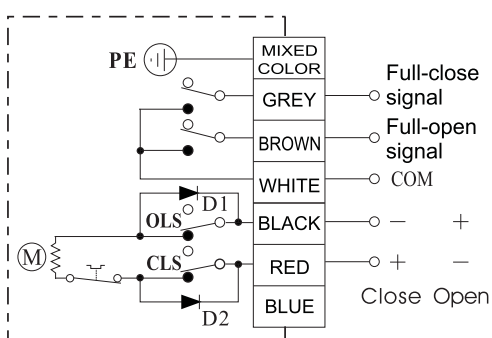 PE
MIXED
COLOR
GREY
Full-close
signal
BROWN
Full-open
signal
WHITE
COM
D1
OLS
BLACK
− +
M
CLS
RED
+ −
Close Open
D2
BLUE